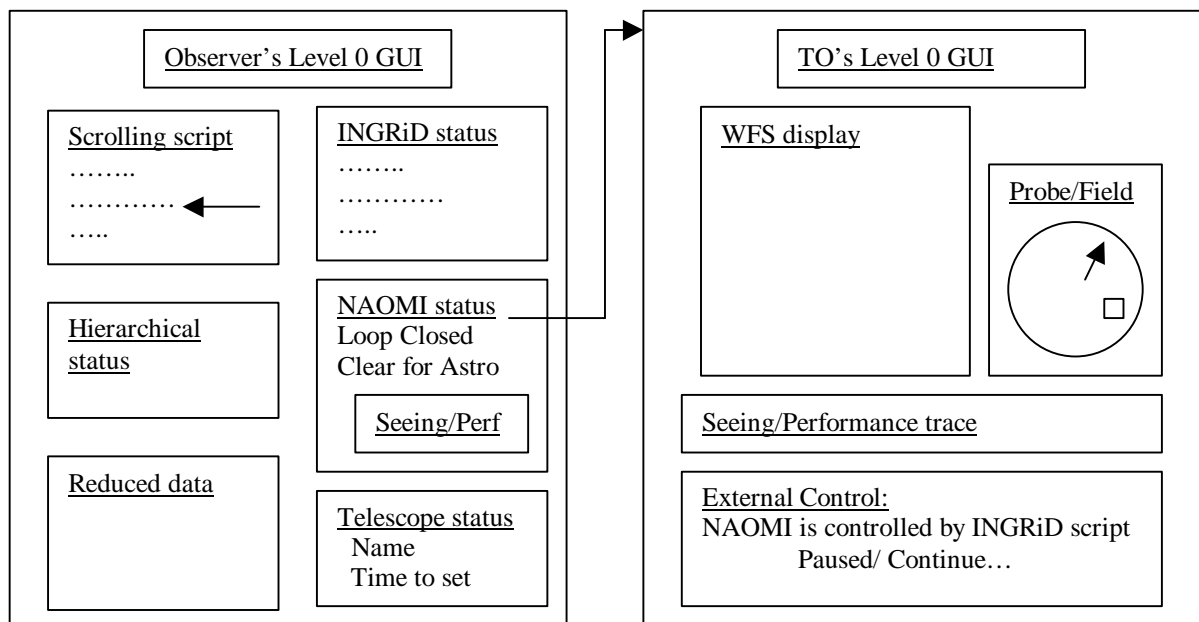 Observer’s Level 0 GUI
Scrolling script
……..
…………
…..
Hierarchical
status
Reduced data
INGRiD status
……..
…………
…..
NAOMI status
Loop Closed
Clear for Astro
Seeing/Perf
Telescope status
Name
Time to set
TO’s Level 0 GUI
WFS display
Probe/Field
Seeing/Performance trace
External Control:
NAOMI is controlled by INGRiD script
Paused/ Continue…